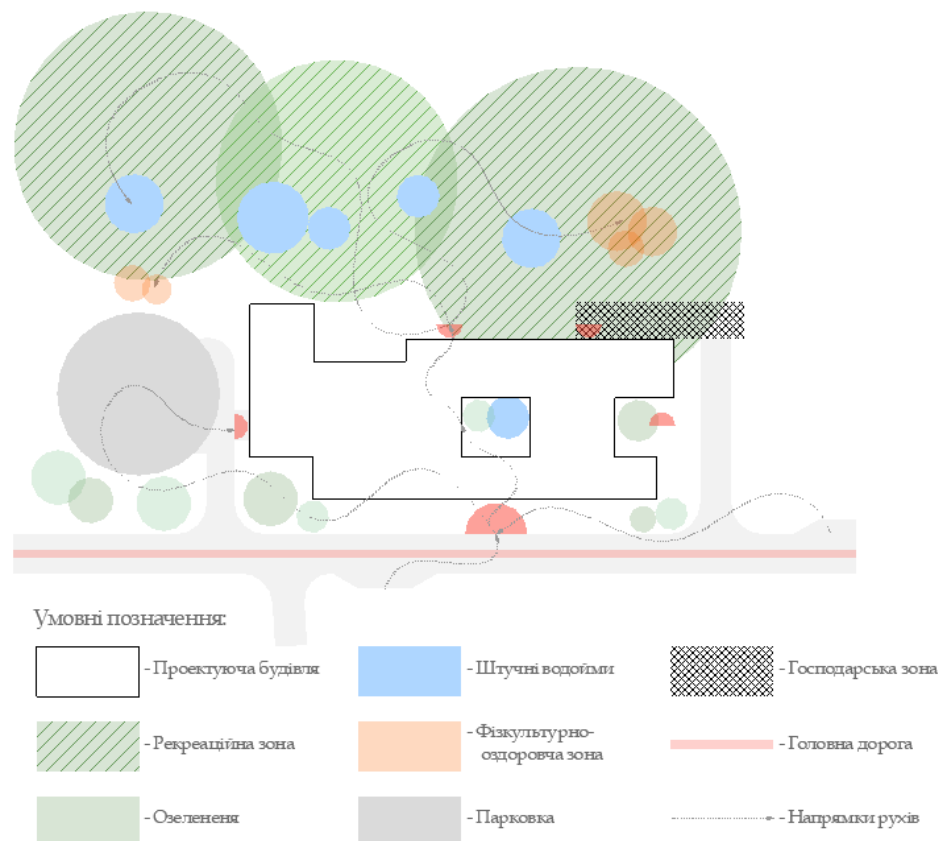 Умовні позначення:
- Проектуюча будівля
- Штучні водойми
- Господарська зона
- Рекреаційна зона
- Фізкультурно-
оздоровча зона
- Головна дорога
- Озелененя
- Парковка
- Напрямки рухів